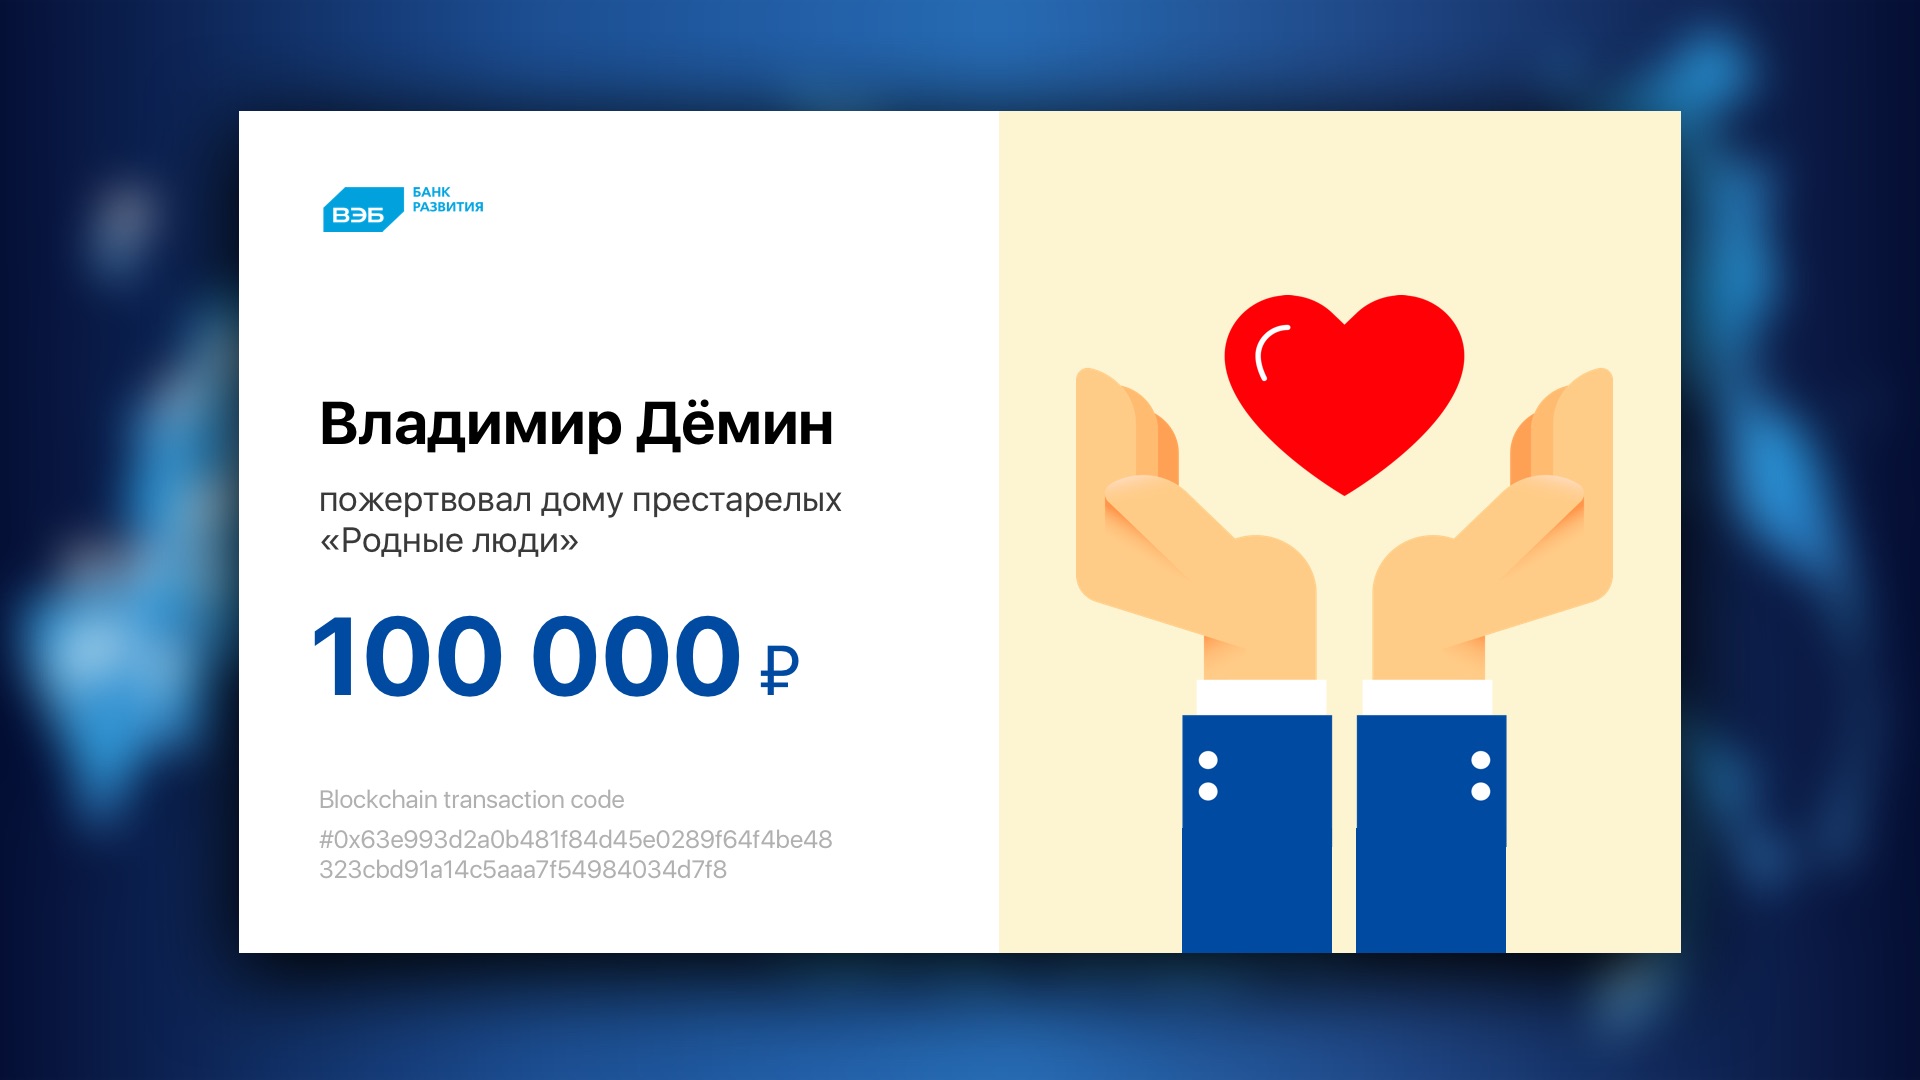 ВЭБ
БАНК
РАЗВИТИЯ
Владимир Дёмин
пожертвовал дому престарелых
«Родные люди»
100 000 ₽
Blockchain transaction code
#0x63e993d2a0b481f84d45e0289f64f4be48
323cbd91a14c5aaa7f54984034d7f8